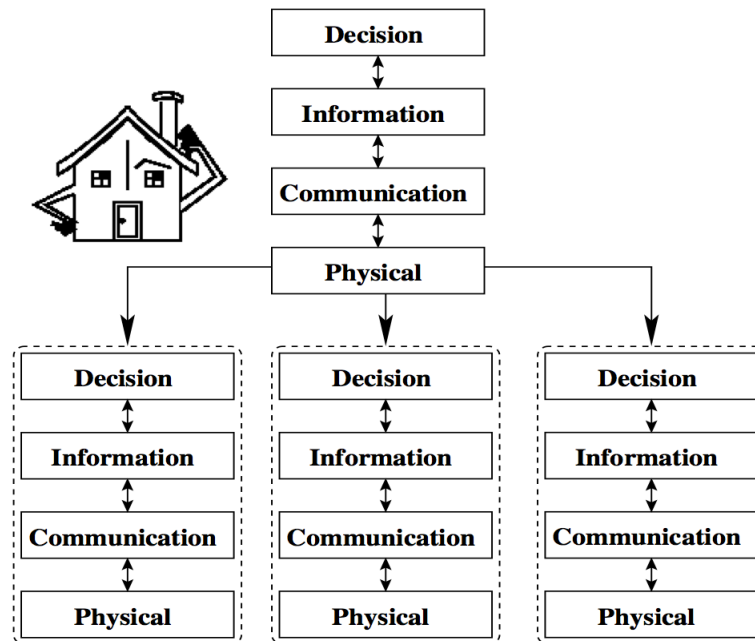 Decision
Information
Communication
Physical
Decision
Information
Communication
Physical
Decision
Information
Communication
Physical
Decision
Information
Communication
Physical